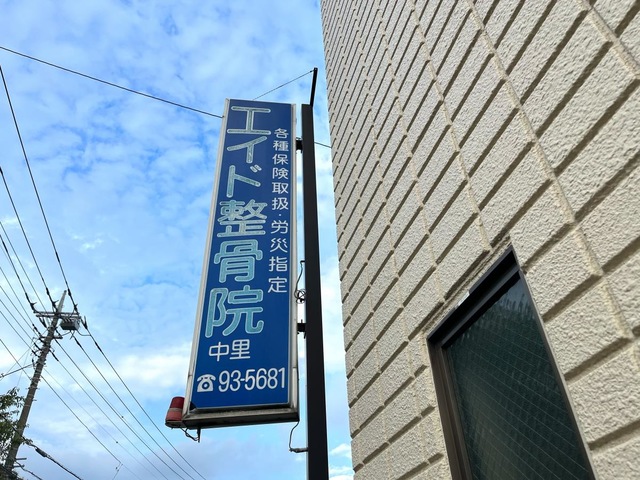 各種保険取扱・労災指定
エイド整骨院
中里
☎93-5681